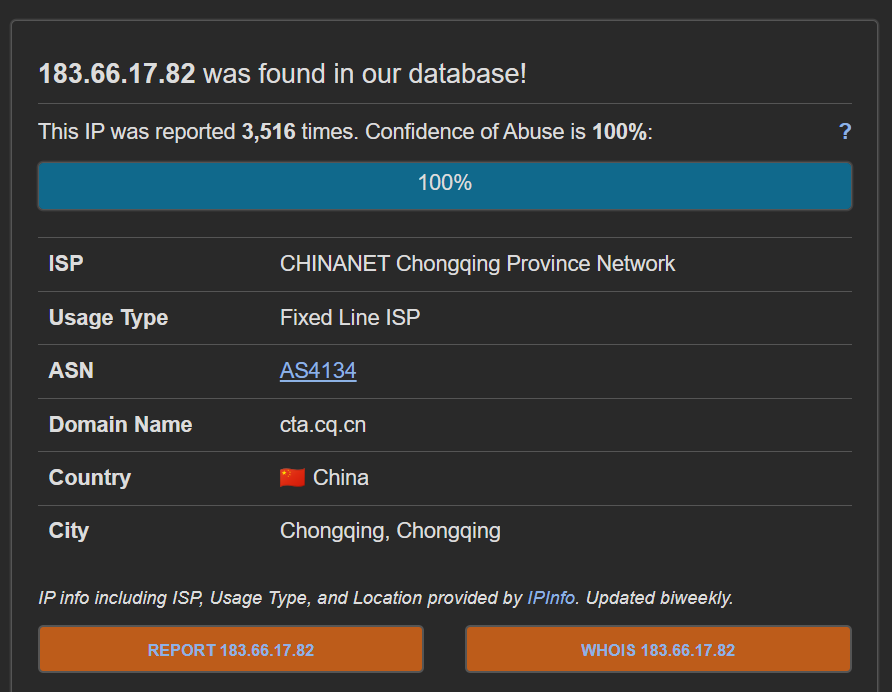 183.66.17.82 was found in our database!
This IP was reported 3,516 times. Confidence of Abuse is 100%: ?
100%
ISP CHINANET Chongqing Province Network
Usage Type Fixed Line ISP
ASN AS4134
Domain Name cta.cq.cn
Country China
City Chongqing, Chongqing
IP info including ISP, Usage Type, and Location provided by IPInfo. Updated biweekly.
REPORT 183.66.17.82 WHOIS 183.66.17.82